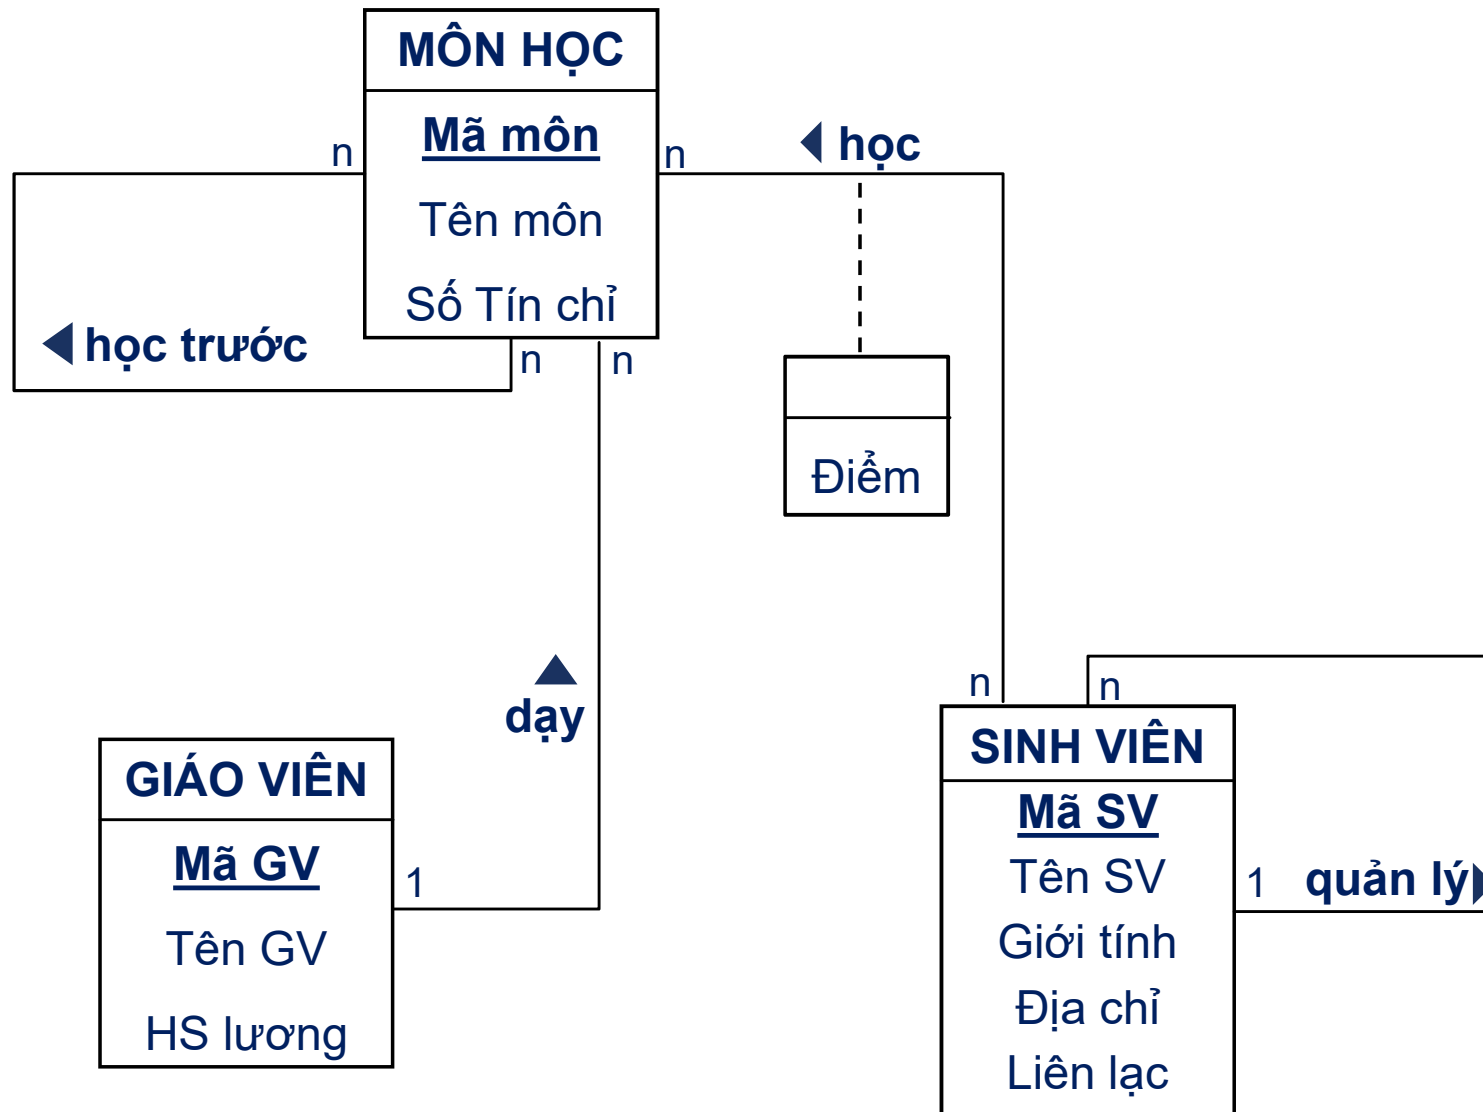 MÔN HỌC
Mã môn
Tên môn
Số Tín chỉ
n
n
học
học trước
n
n
Điểm
dạy
n
n
GIÁO VIÊN
Mã GV
Tên GV
HS lương
1
SINH VIÊN
Mã SV
Tên SV
Giới tính
Địa chỉ
Liên lạc
1
quản lý